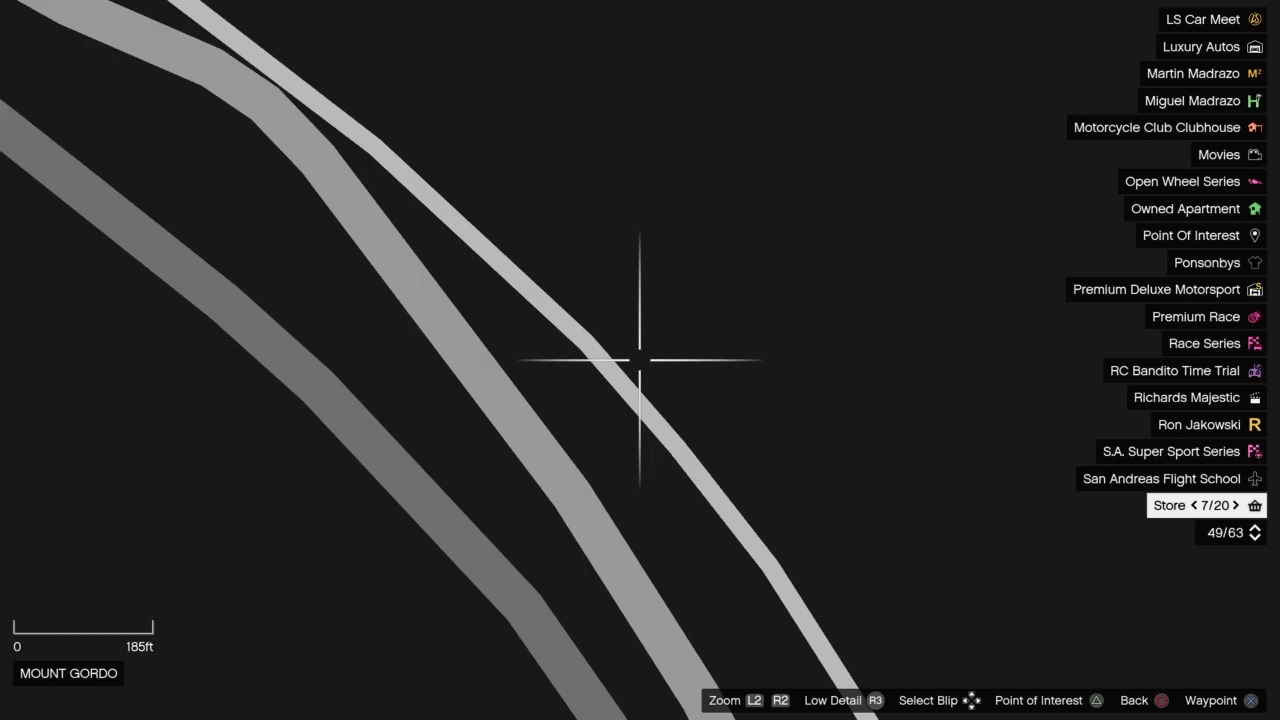 LS Car Meet
Luxury Autos
Martin Madrazo M
Miguel Madrazo H
Motorcycle Club Clubhouse
Movies
Open Wheel Series
Owned Apartment
Point Of Interest
Ponsonbys
Premium Deluxe Motorsport
Premium Race
Race Series
RC Bandito Time Trial
Richards Majestic
Ron Jakowski R
S.A. Super Sport Series
San Andreas Flight School
Store < 7/20 >
49/63
0 185ft
MOUNT GORDO
Zoom L2 R2 Low Detail R3 Select Blip Point of Interest Back Waypoint